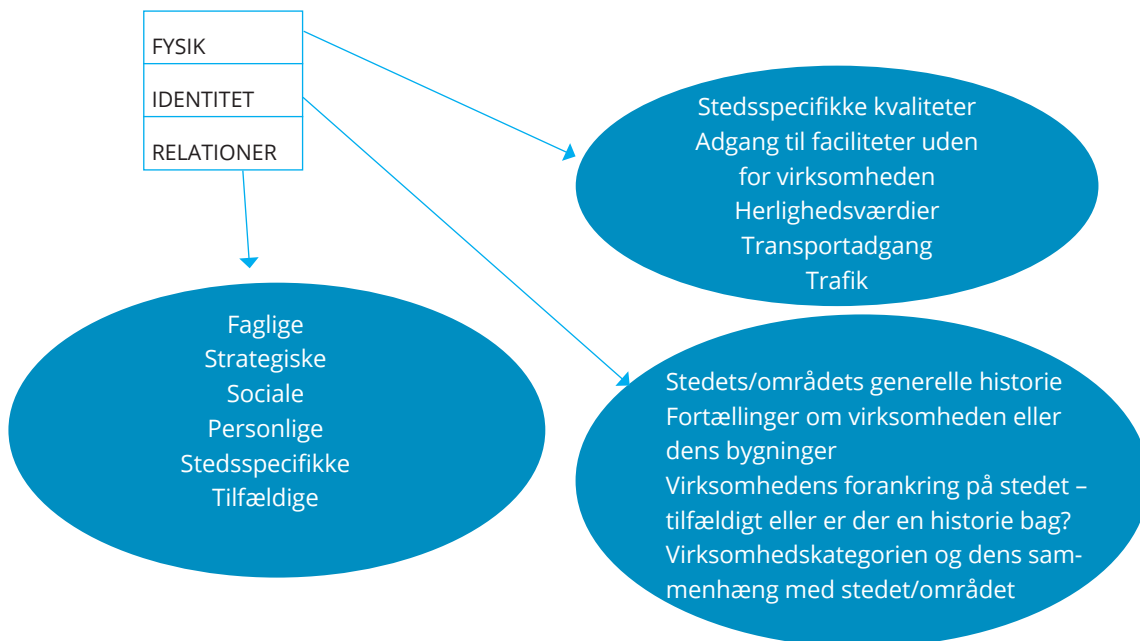 FYSIK
IDENTITET
RELATIONER
Stedsspecifikke kvaliteter
Adgang til faciliteter uden
for virksomheden
Herlighedsværdier
Transportadgang
Trafik
Faglige
Strategiske
Sociale
Personlige
Stedsspecifikke
Tilfældige
Stedets/områdets generelle historie
Fortællinger om virksomheden eller
dens bygninger
Virksomhedens forankring på stedet –
tilfældigt eller er der en historie bag?
Virksomhedskategorien og dens sam-
menhæng med stedet/området